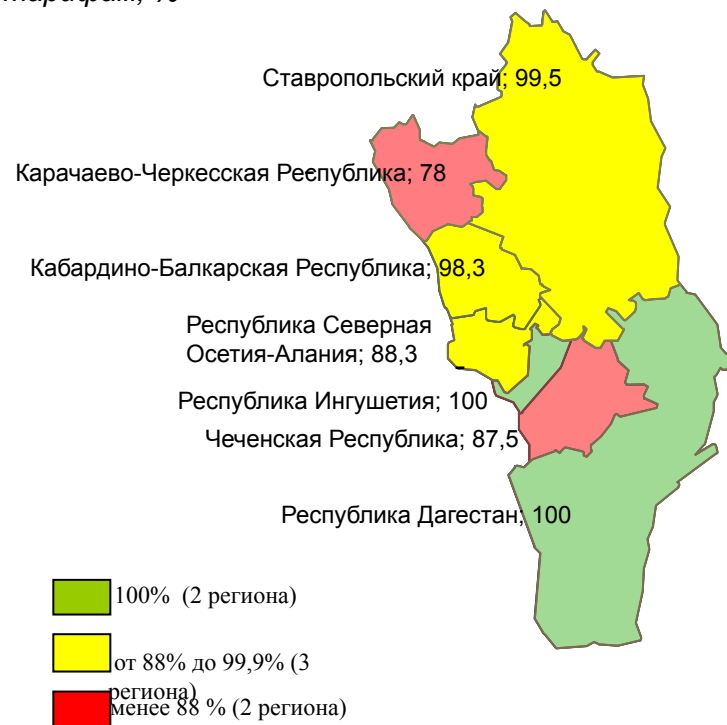 Ставропольский край; 99,5
Карачаево-Черкесская Республика; 78
Кабардино-Балкарская Республика; 98,3
Республика Северная
Осетия-Алания; 88,3
Республика Ингушетия; 100
Чеченская Республика; 87,5
Республика Дагестан; 100
100% (2 региона)
от 88% до 99,9% (3
региона)
менее 88 % (2 региона)